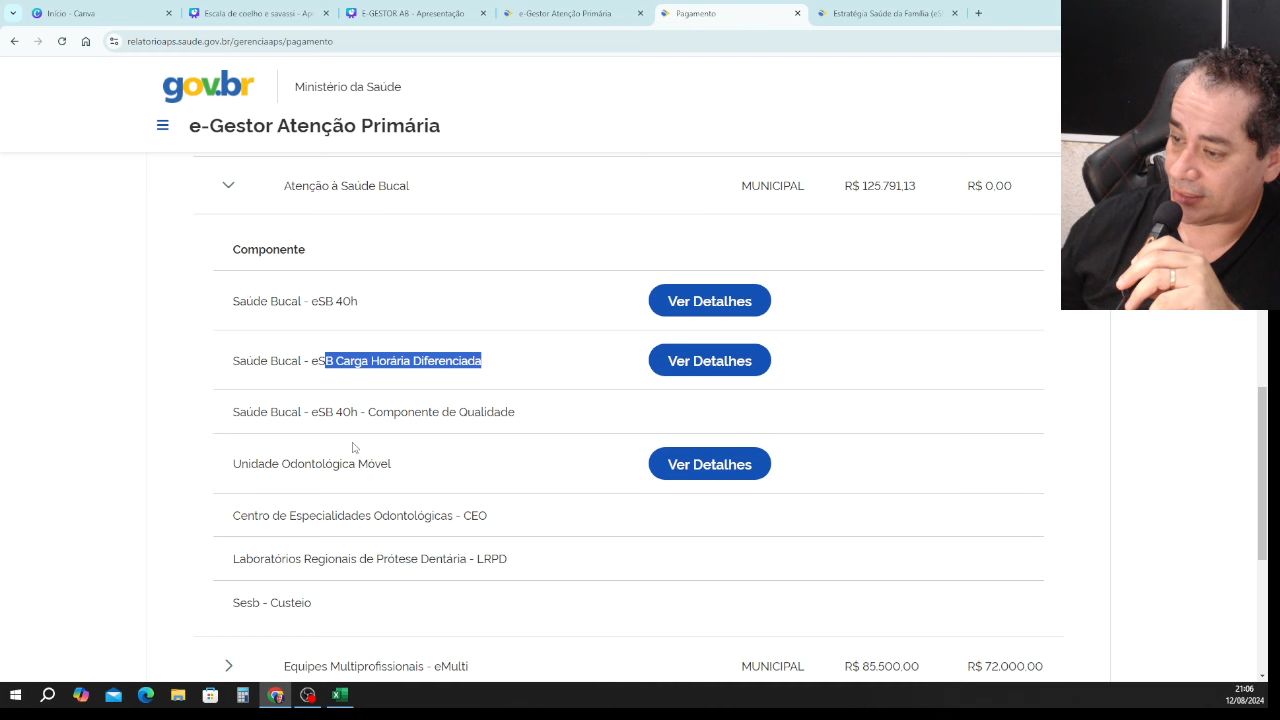 Início - Canva
Escala de coelho e savassi - Ap
E-GESTOR AB - Apresentação
e-Gestor Atenção Primária
Pagamento
Estratégia Saúde da Família (eS
relatorioaps.saude.gov.br/gerenciaaps/pagamento
gov.br
Ministério da Saúde
e-Gestor Atenção Primária
Atenção à Saúde Bucal MUNICIPAL R$ 125.791,13 R$ 0,00
Componente
Saúde Bucal - eSB 40h Ver Detalhes
Saúde Bucal - eSB Carga Horária Diferenciada Ver Detalhes
Saúde Bucal - eSB 40h - Componente de Qualidade
Unidade Odontológica Móvel Ver Detalhes
Centro de Especialidades Odontológicas - CEO
Laboratórios Regionais de Prótese Dentária - LRPD
Sesb - Custeio
Equipes Multiprofissionais - eMulti MUNICIPAL R$ 85.500,00 R$ 72.000,00
21:06
12/08/2024